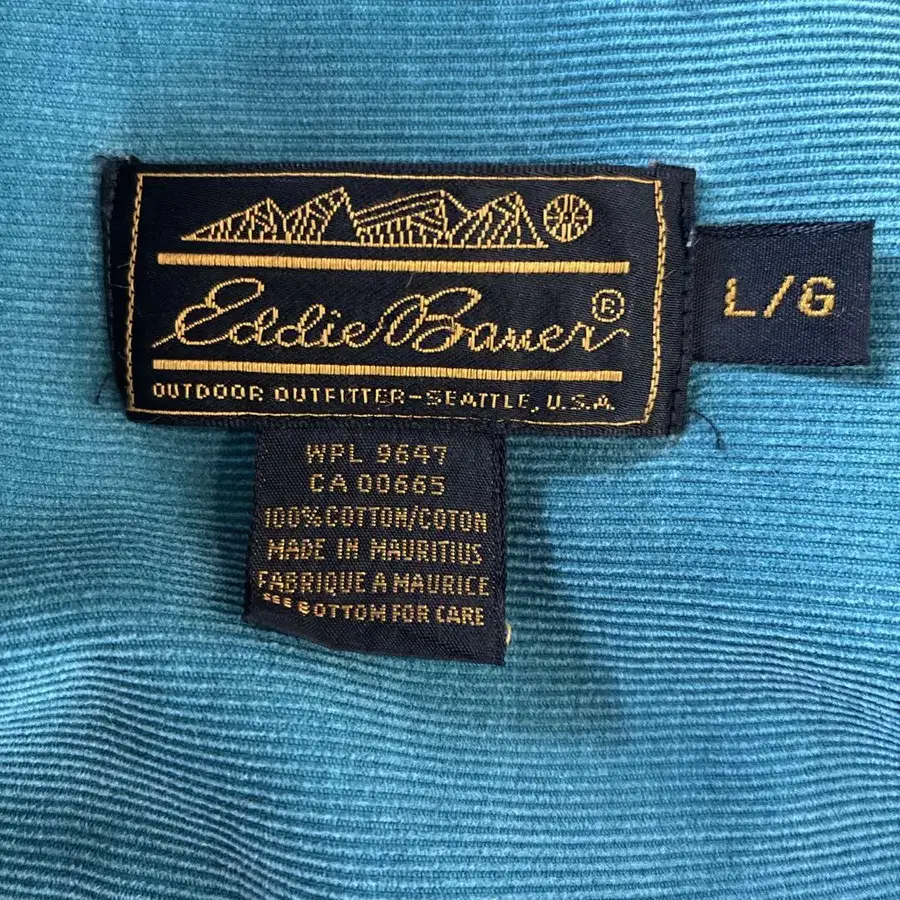 Eddie Bauer®
OUTDOOR OUTFITTER-SEATTLE, U.S.A.
L/G
WPL 9647
CA 00665
100% COTTON/COTON
MADE IN MAURITIUS
FABRIQUE A MAURICE
SEE BOTTOM FOR CARE